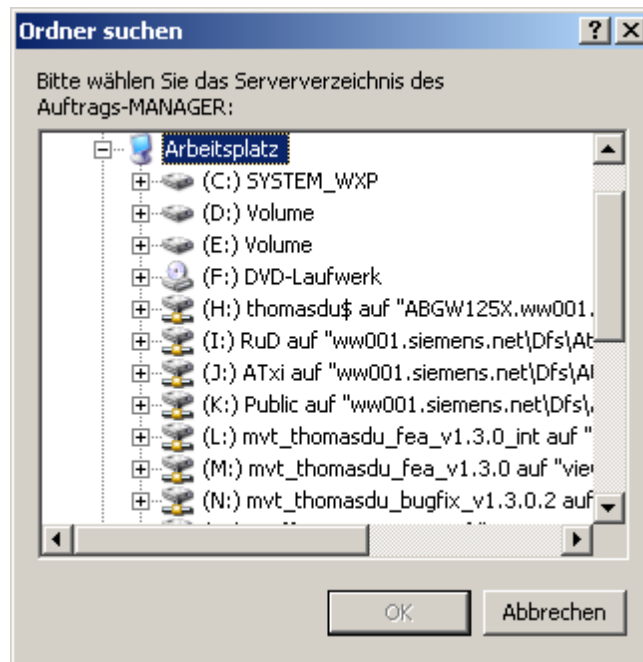 Ordner suchen
Bitte wählen Sie das Serververzeichnis des
Auftrags-MANAGER:
Arbeitsplatz
(C:) SYSTEM_WXP
(D:) Volume
(E:) Volume
(F:) DVD-Laufwerk
(H:) thomasdu$ auf "ABGW125X.ww001.
(I:) RuD auf "ww001.siemens.net\Dfs\At
(J:) ATxi auf "ww001.siemens.net\Dfs\A
(K:) Public auf "ww001.siemens.net\Dfs\
(L:) mvt_thomasdu_fea_v1.3.0_int auf "
(M:) mvt_thomasdu_fea_v1.3.0 auf "vie
(N:) mvt_thomasdu_bugfix_v1.3.0.2 auf
OK
Abbrechen